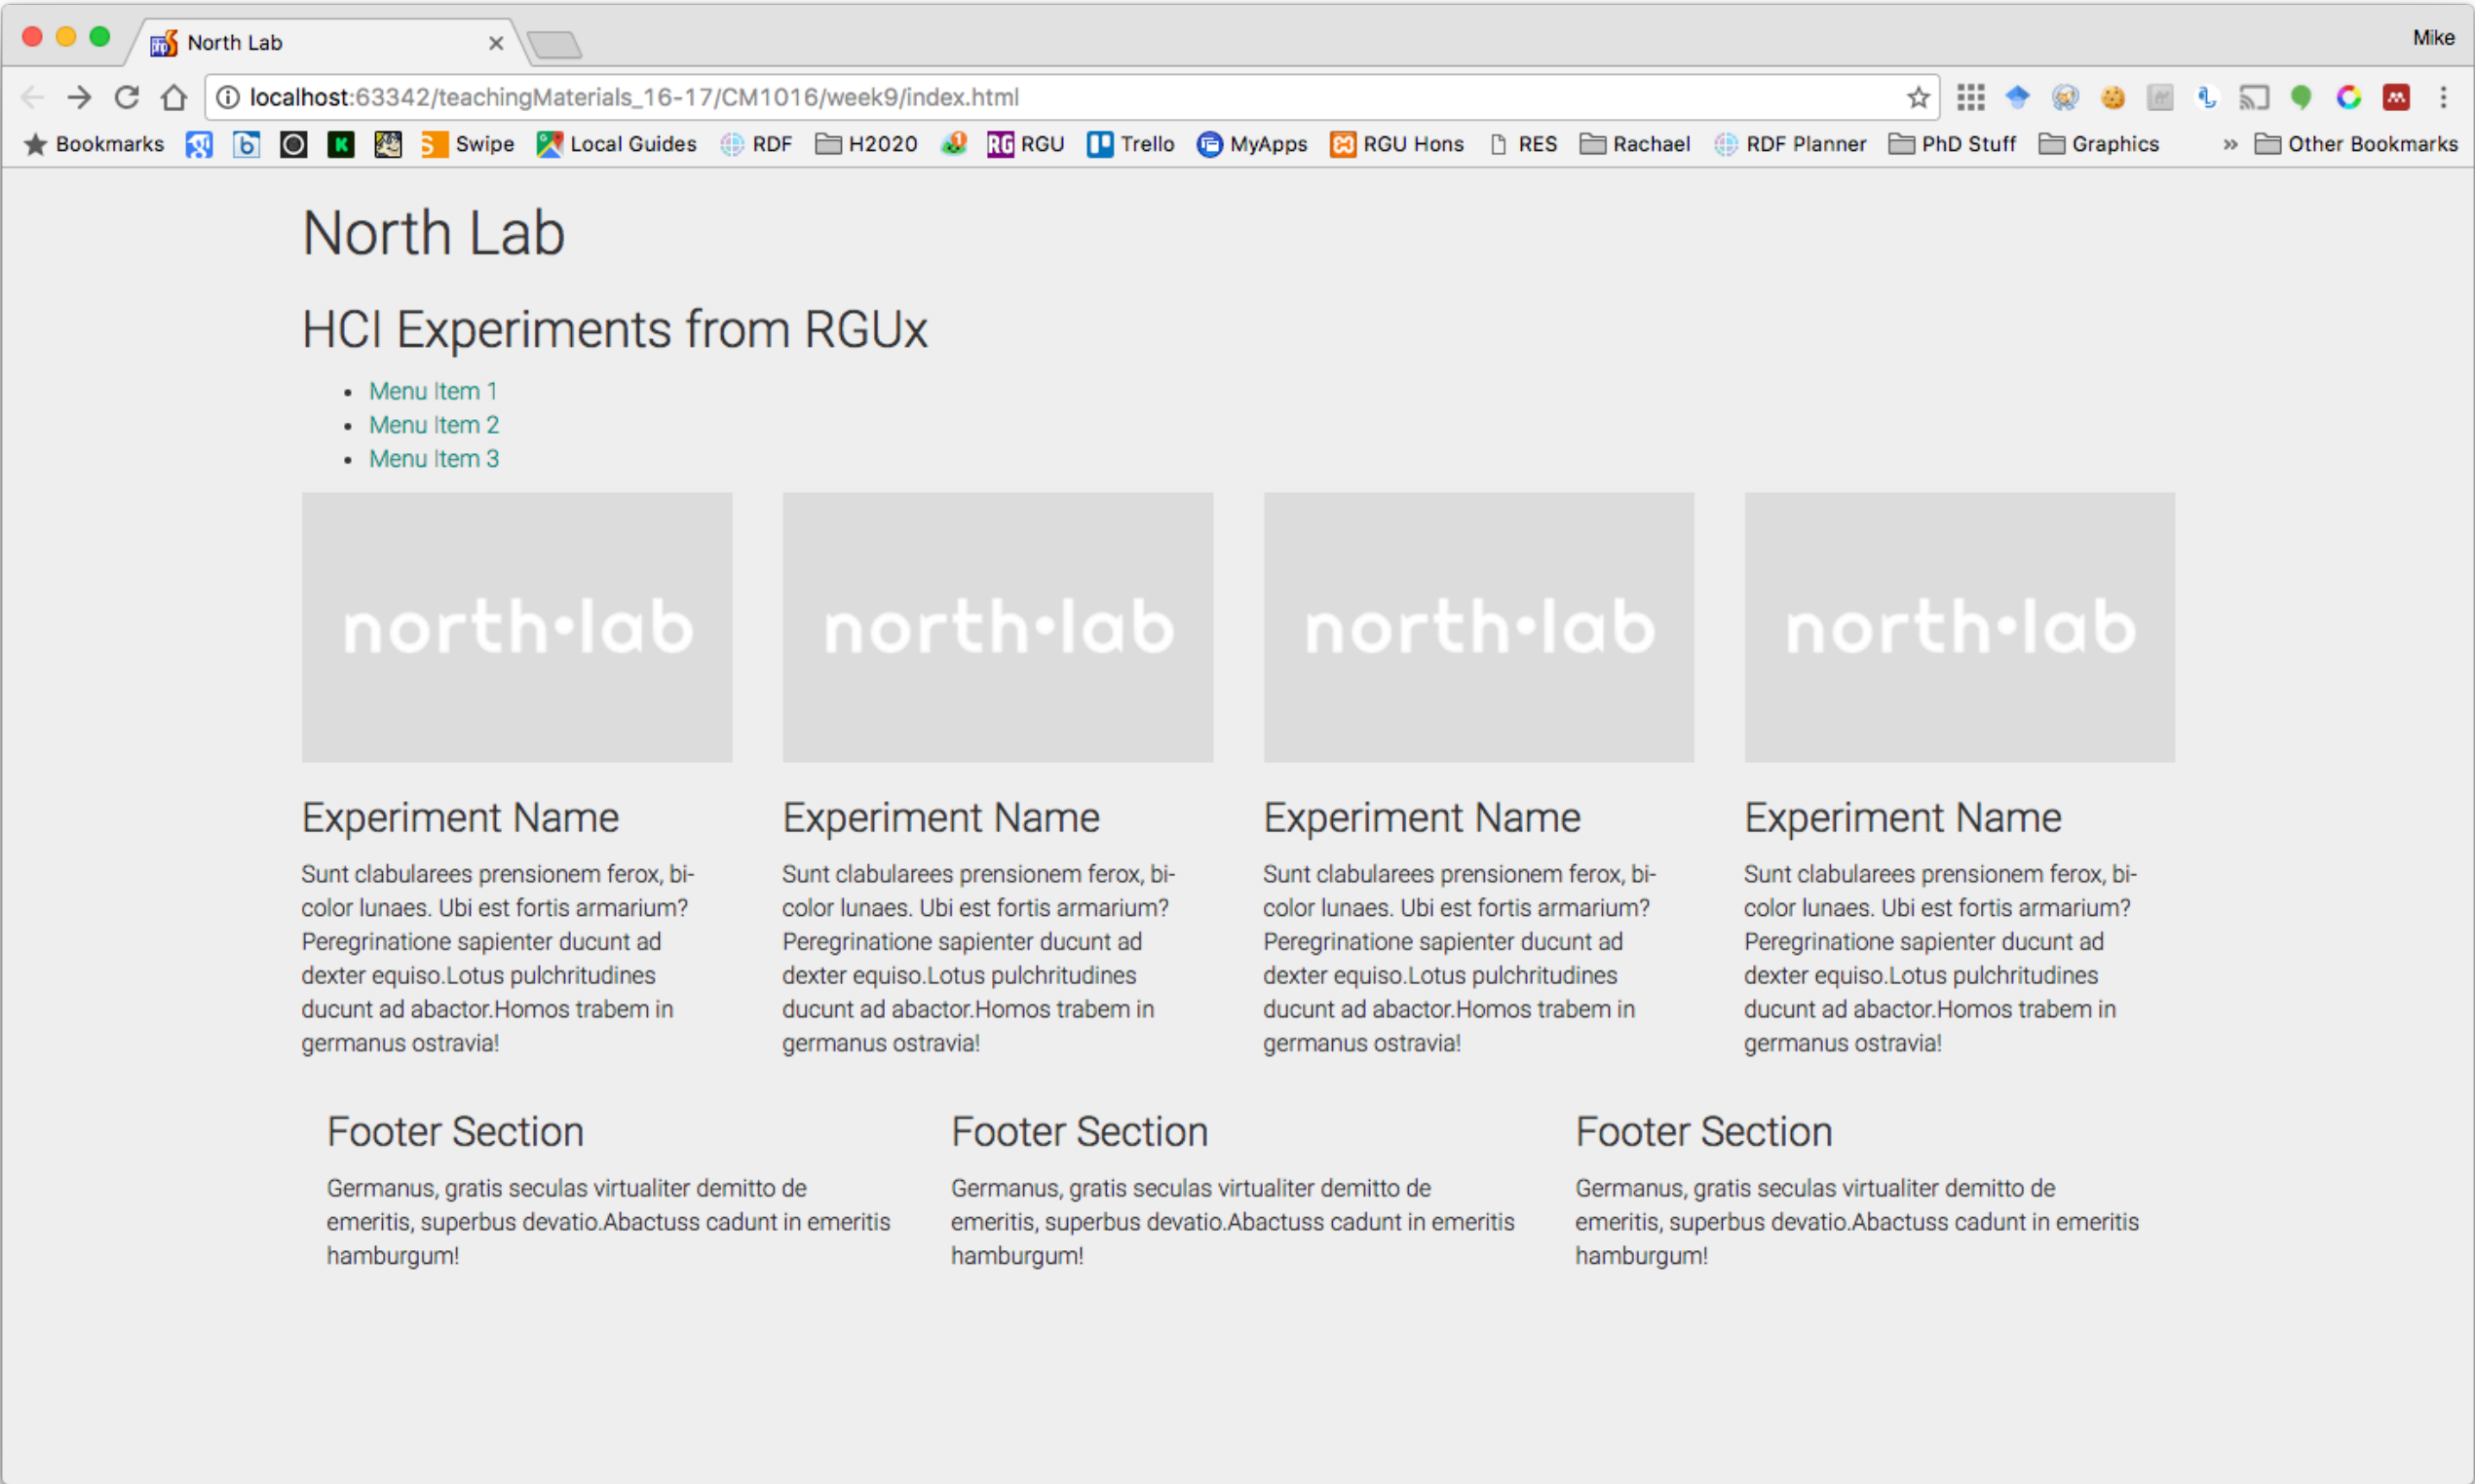 North Lab
Mike
localhost:63342/teachingMaterials_16-17/CM1016/week9/index.html
Bookmarks Swipe Local Guides RDF H2020 RG RGU Trello MyApps RGU Hons RES Rachael RDF Planner PhD Stuff Graphics » Other Bookmarks
North Lab
HCI Experiments from RGUx
• Menu Item 1
• Menu Item 2
• Menu Item 3
north•lab
north•lab
north•lab
north•lab
Experiment Name
Sunt clabularees prensionem ferox, bi-
color lunaes. Ubi est fortis armarium?
Peregrinatione sapienter ducunt ad
dexter equiso.Lotus pulchritudines
ducunt ad abactor.Homos trabem in
germanus ostravia!
Experiment Name
Sunt clabularees prensionem ferox, bi-
color lunaes. Ubi est fortis armarium?
Peregrinatione sapienter ducunt ad
dexter equiso.Lotus pulchritudines
ducunt ad abactor.Homos trabem in
germanus ostravia!
Experiment Name
Sunt clabularees prensionem ferox, bi-
color lunaes. Ubi est fortis armarium?
Peregrinatione sapienter ducunt ad
dexter equiso.Lotus pulchritudines
ducunt ad abactor.Homos trabem in
germanus ostravia!
Experiment Name
Sunt clabularees prensionem ferox, bi-
color lunaes. Ubi est fortis armarium?
Peregrinatione sapienter ducunt ad
dexter equiso.Lotus pulchritudines
ducunt ad abactor.Homos trabem in
germanus ostravia!
Footer Section
Germanus, gratis seculas virtualiter demitto de
emeritis, superbus devatio.Abactuss cadunt in emeritis
hamburgum!
Footer Section
Germanus, gratis seculas virtualiter demitto de
emeritis, superbus devatio.Abactuss cadunt in emeritis
hamburgum!
Footer Section
Germanus, gratis seculas virtualiter demitto de
emeritis, superbus devatio.Abactuss cadunt in emeritis
hamburgum!